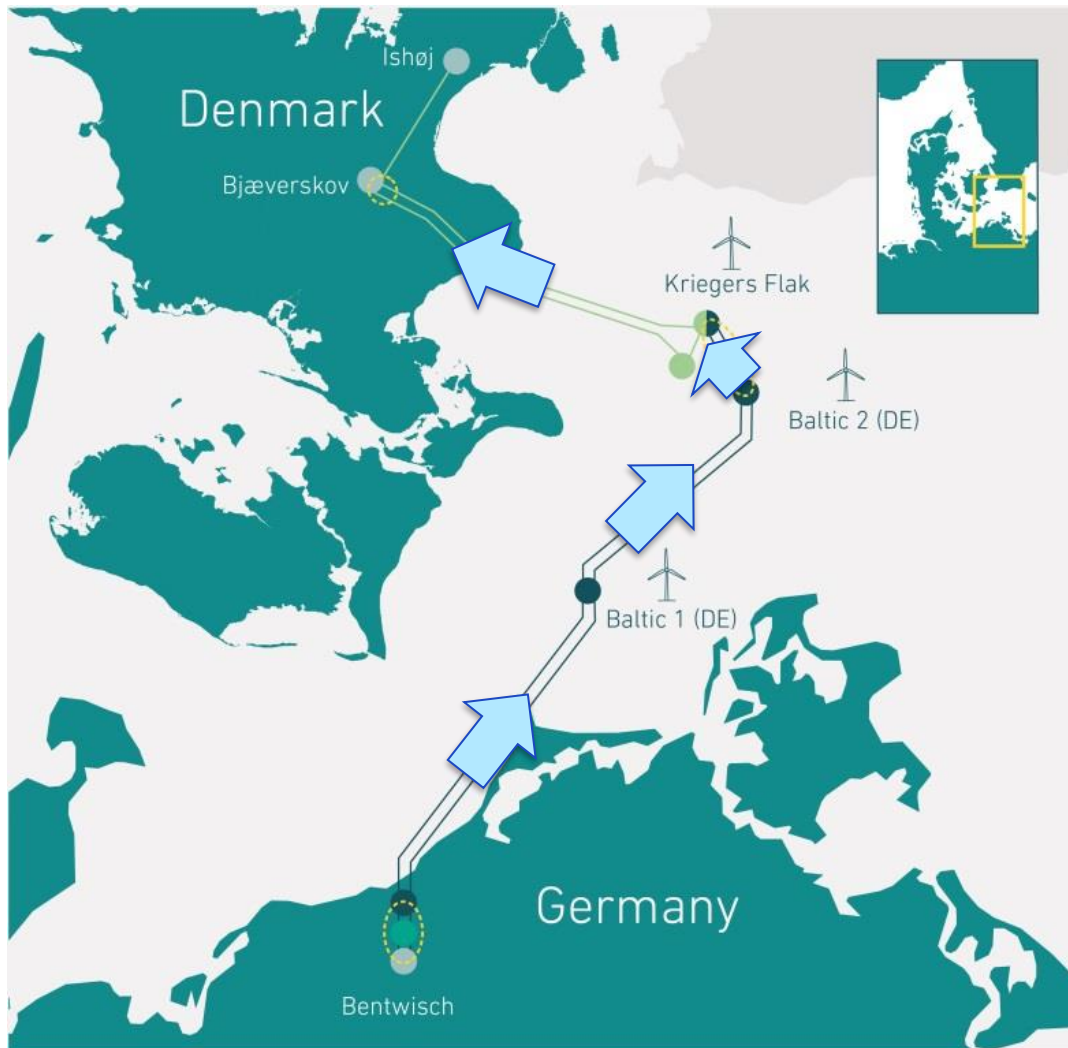 Ishøj
Denmark
Bjæverskov
Kriegers Flak
Baltic 2 (DE)
Baltic 1 (DE)
Germany
Bentwisch